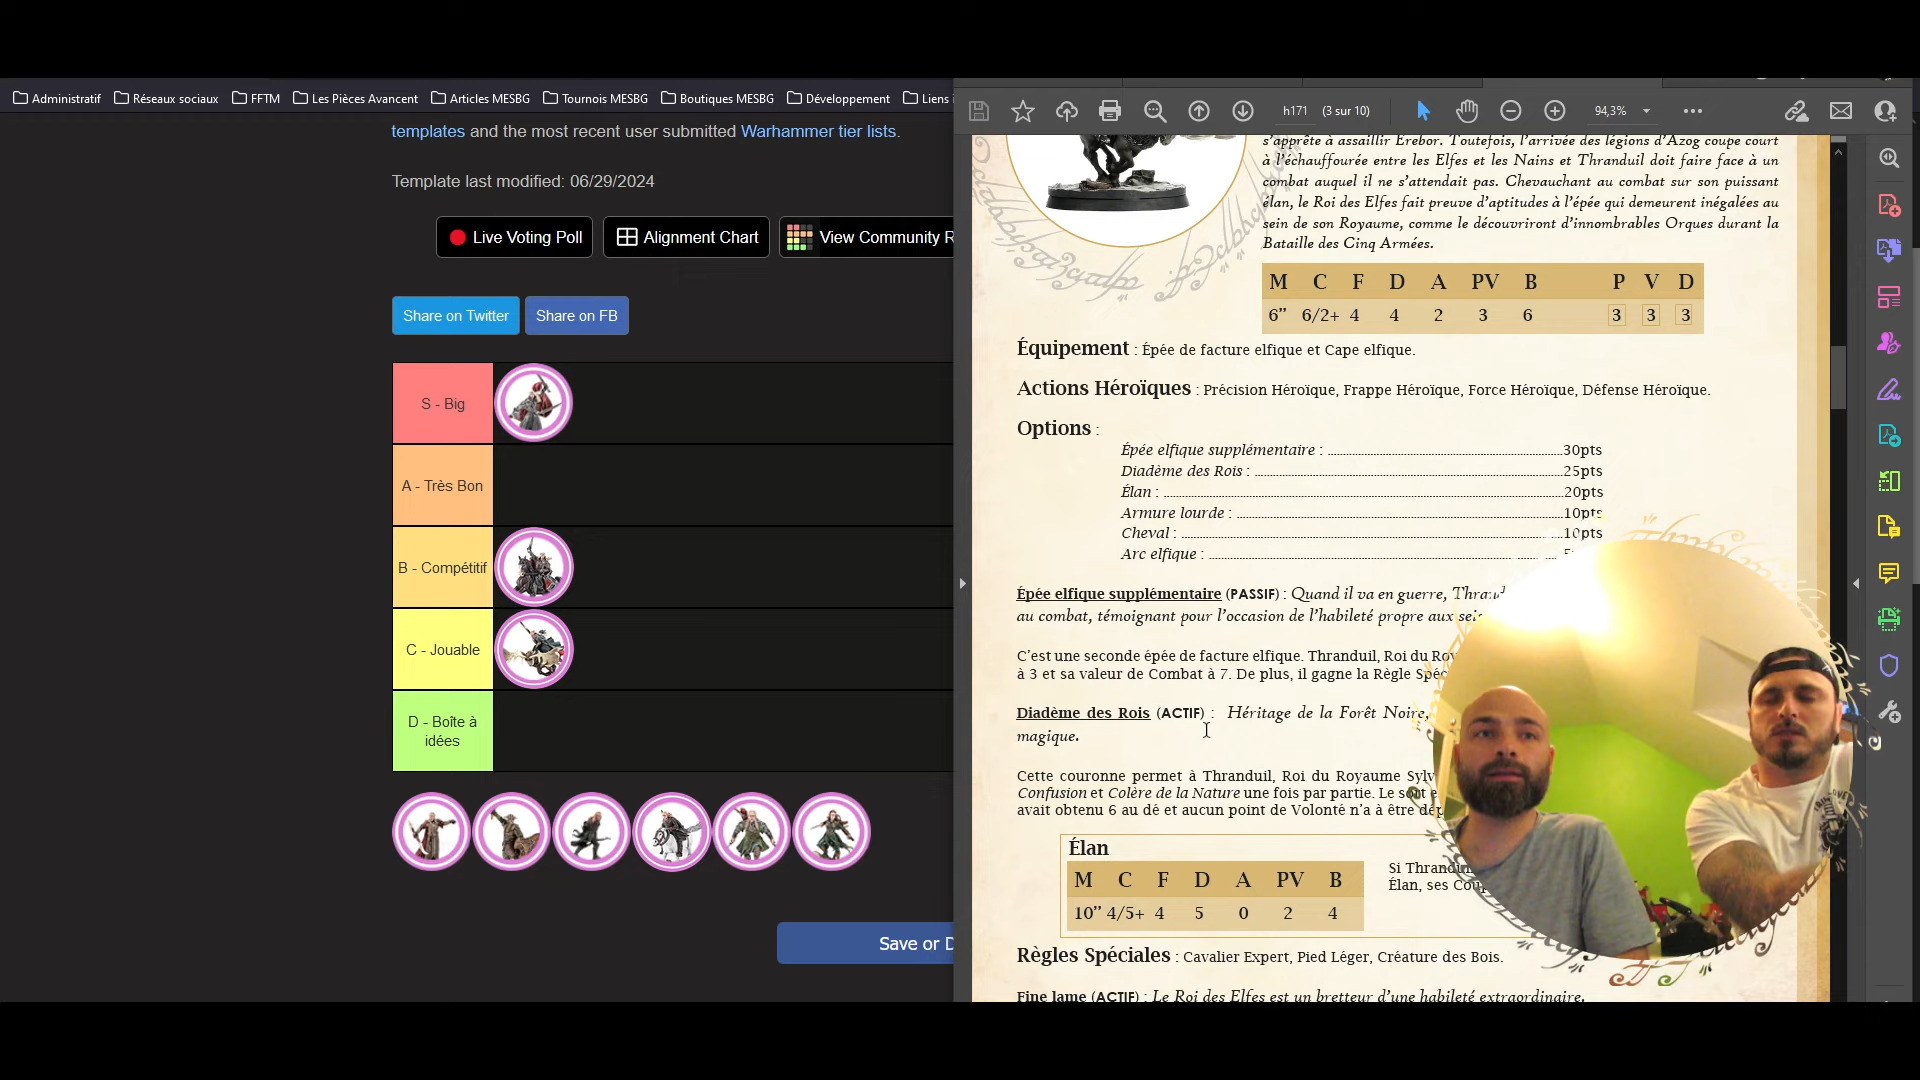 Administratif
Réseaux sociaux
FFTM
Les Pièces Avancent
Articles MESBG
Tournois MESBG
Boutiques MESBG
Développement
Liens
templates and the most recent user submitted Warhammer tier lists.
Template last modified: 06/29/2024
Live Voting Poll
Alignment Chart
View Community R
Share on Twitter
Share on FB
S - Big
A - Très Bon
B - Compétitif
C - Jouable
D - Boîte à
idées
Save or D
h171 (3 sur 10)
94,3%
s'apprête à assaillir Erebor. Toutefois, l'arrivée des légions d'Azog coupe court
à l'échauffourée entre les Elfes et les Nains et Thranduil doit faire face à un
combat auquel il ne s'attendait pas. Chevauchant au combat sur son puissant
élan, le Roi des Elfes fait preuve d'aptitudes à l'épée qui demeurent inégalées au
sein de son Royaume, comme le découvriront d'innombrables Orques durant la
Bataille des Cinq Armées.
M C F D A PV B P V D
6” 6/2+ 4 4 2 3 6 3 3 3
Équipement : Épée de facture elfique et Cape elfique.
Actions Héroïques : Précision Héroïque, Frappe Héroïque, Force Héroïque, Défense Héroïque.
Options :
Épée elfique supplémentaire : 30pts
Diadème des Rois : 25pts
Élan : 20pts
Armure lourde : 10pts
Cheval : 10pts
Arc elfique :
Épée elfique supplémentaire (PASSIF) : Quand il va en guerre,
au combat, témoignant pour l'occasion de l'habileté propre aux
C'est une seconde épée de facture elfique. Thranduil, Roi du
à 3 et sa valeur de Combat à 7. De plus, il gagne la Règle
Diadème des Rois (ACTIF) : Héritage de la Forêt Noire,
magique.
Cette couronne permet à Thranduil, Roi du Royaume
Confusion et Colère de la Nature une fois par partie. Le
avait obtenu 6 au dé et aucun point de Volonté n'a à être
Élan
M C F D A PV B
10” 4/5+ 4 5 0 2 4
Si
Élan, ses
Règles Spéciales : Cavalier Expert, Pied Léger, Créature des Bois.
Fine lame (ACTIF) : Le Roi des Elfes est un bretteur d'une habileté extraordinaire.